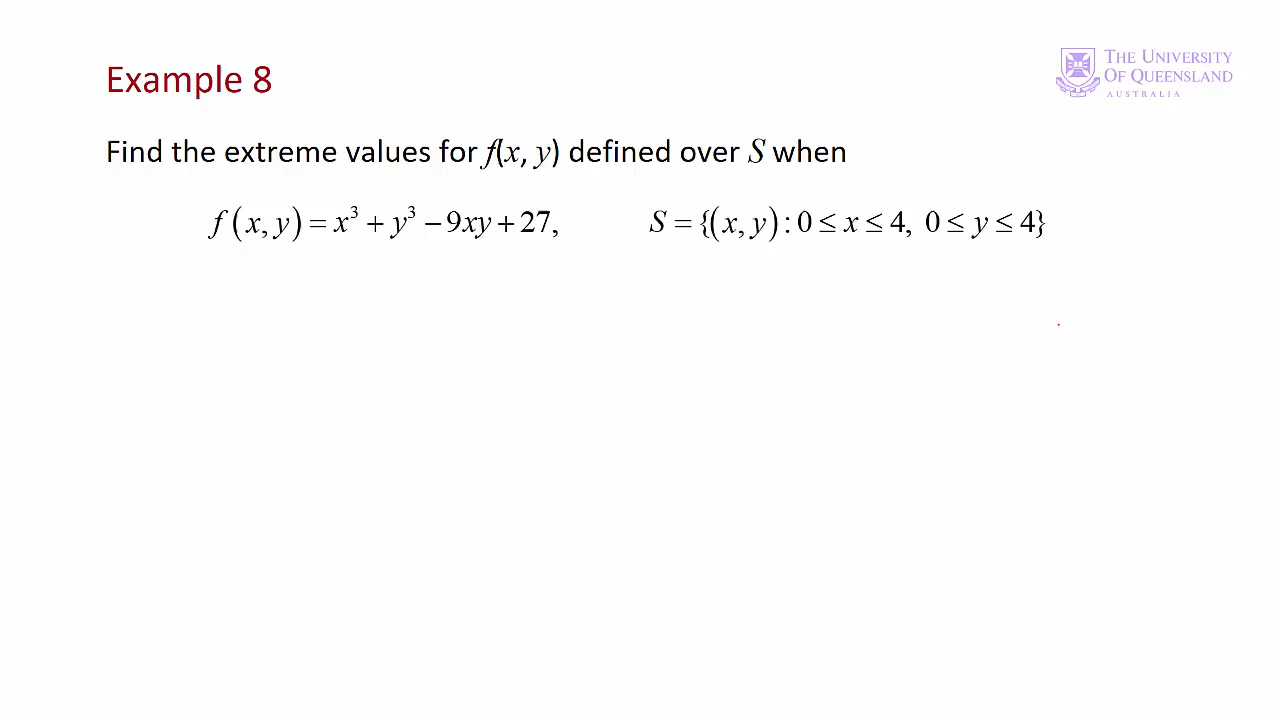 Example 8
THE UNIVERSITY
OF QUEENSLAND
AUSTRALIA
Find the extreme values for f(x, y) defined over S when
f(x, y) = x³ + y³ − 9xy + 27, S = {(x, y) : 0 ≤ x ≤ 4, 0 ≤ y ≤ 4}